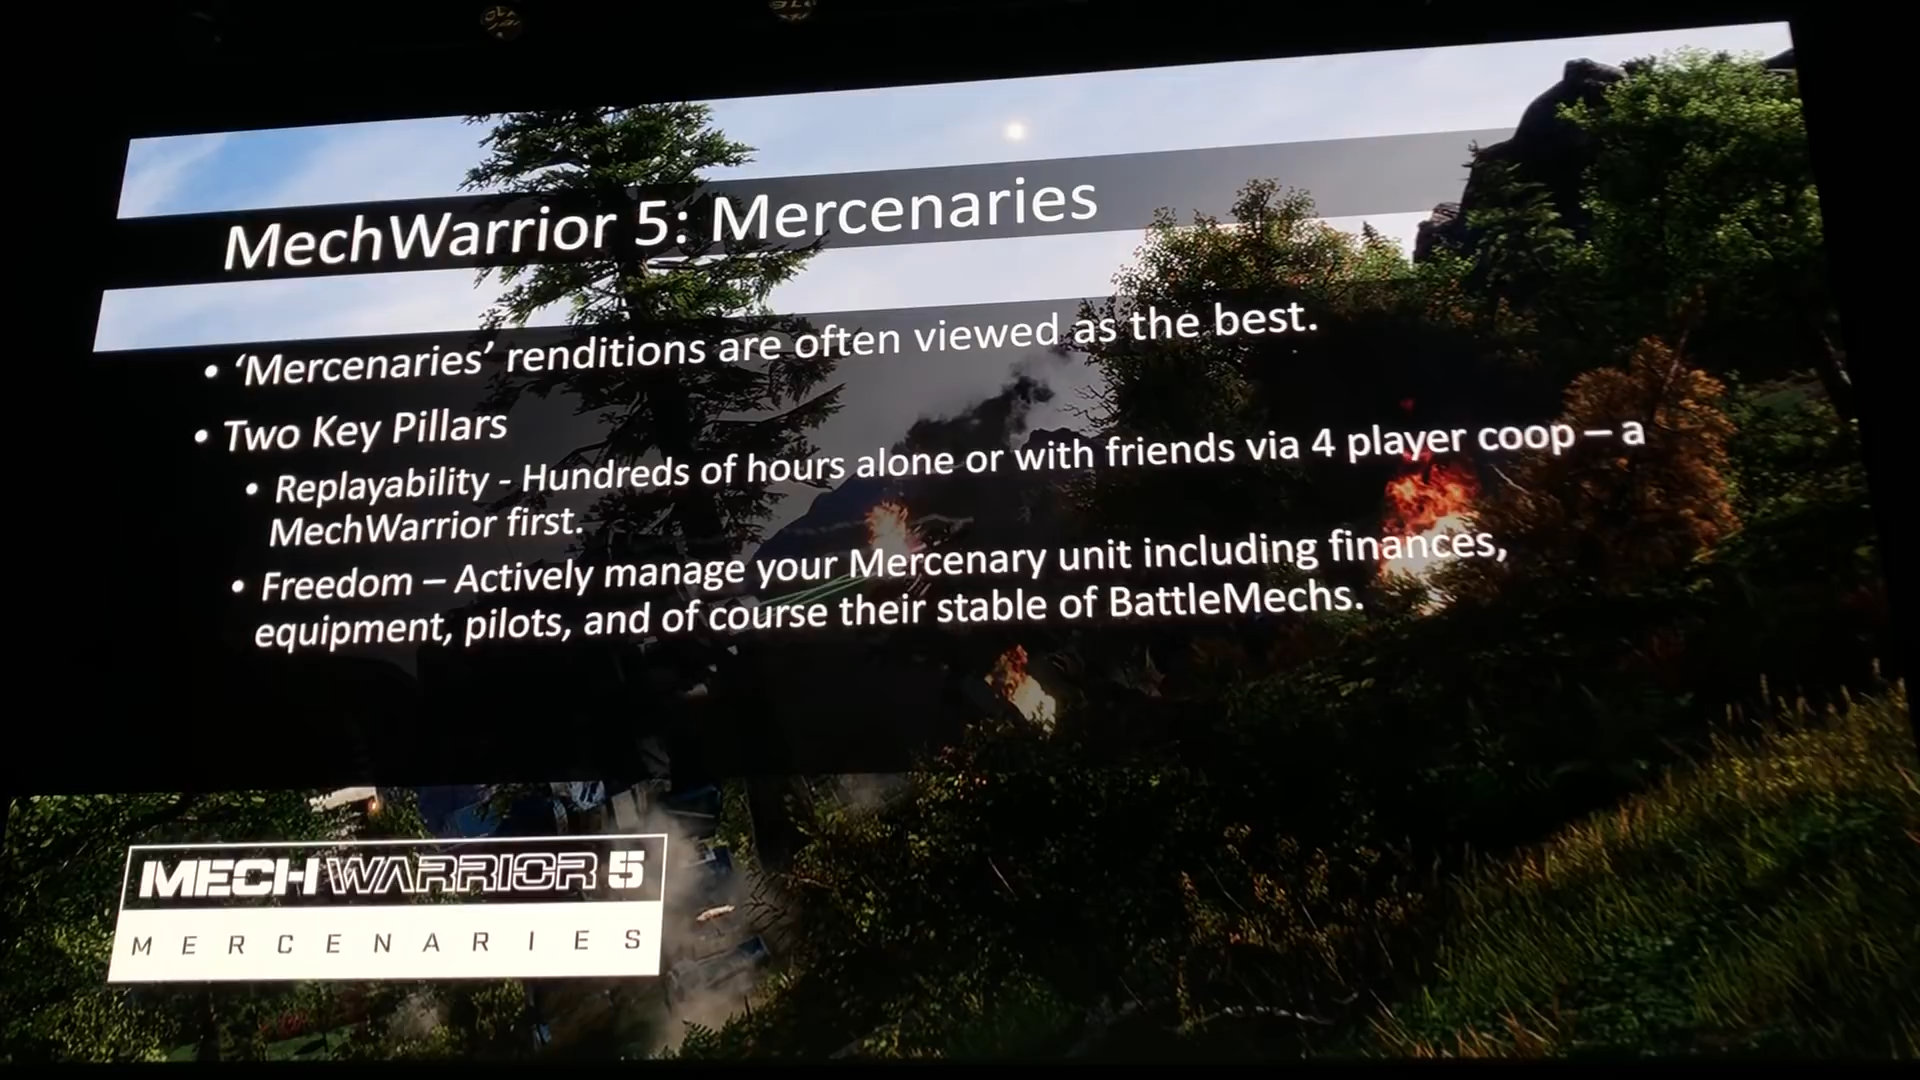 MechWarrior 5: Mercenaries
• ‘Mercenaries’ renditions are often viewed as the best.
• Two Key Pillars
• Replayability - Hundreds of hours alone or with friends via 4 player coop – a
MechWarrior first.
• Freedom – Actively manage your Mercenary unit including finances,
equipment, pilots, and of course their stable of BattleMechs.
MECHWARRIOR 5
MERCENARIES